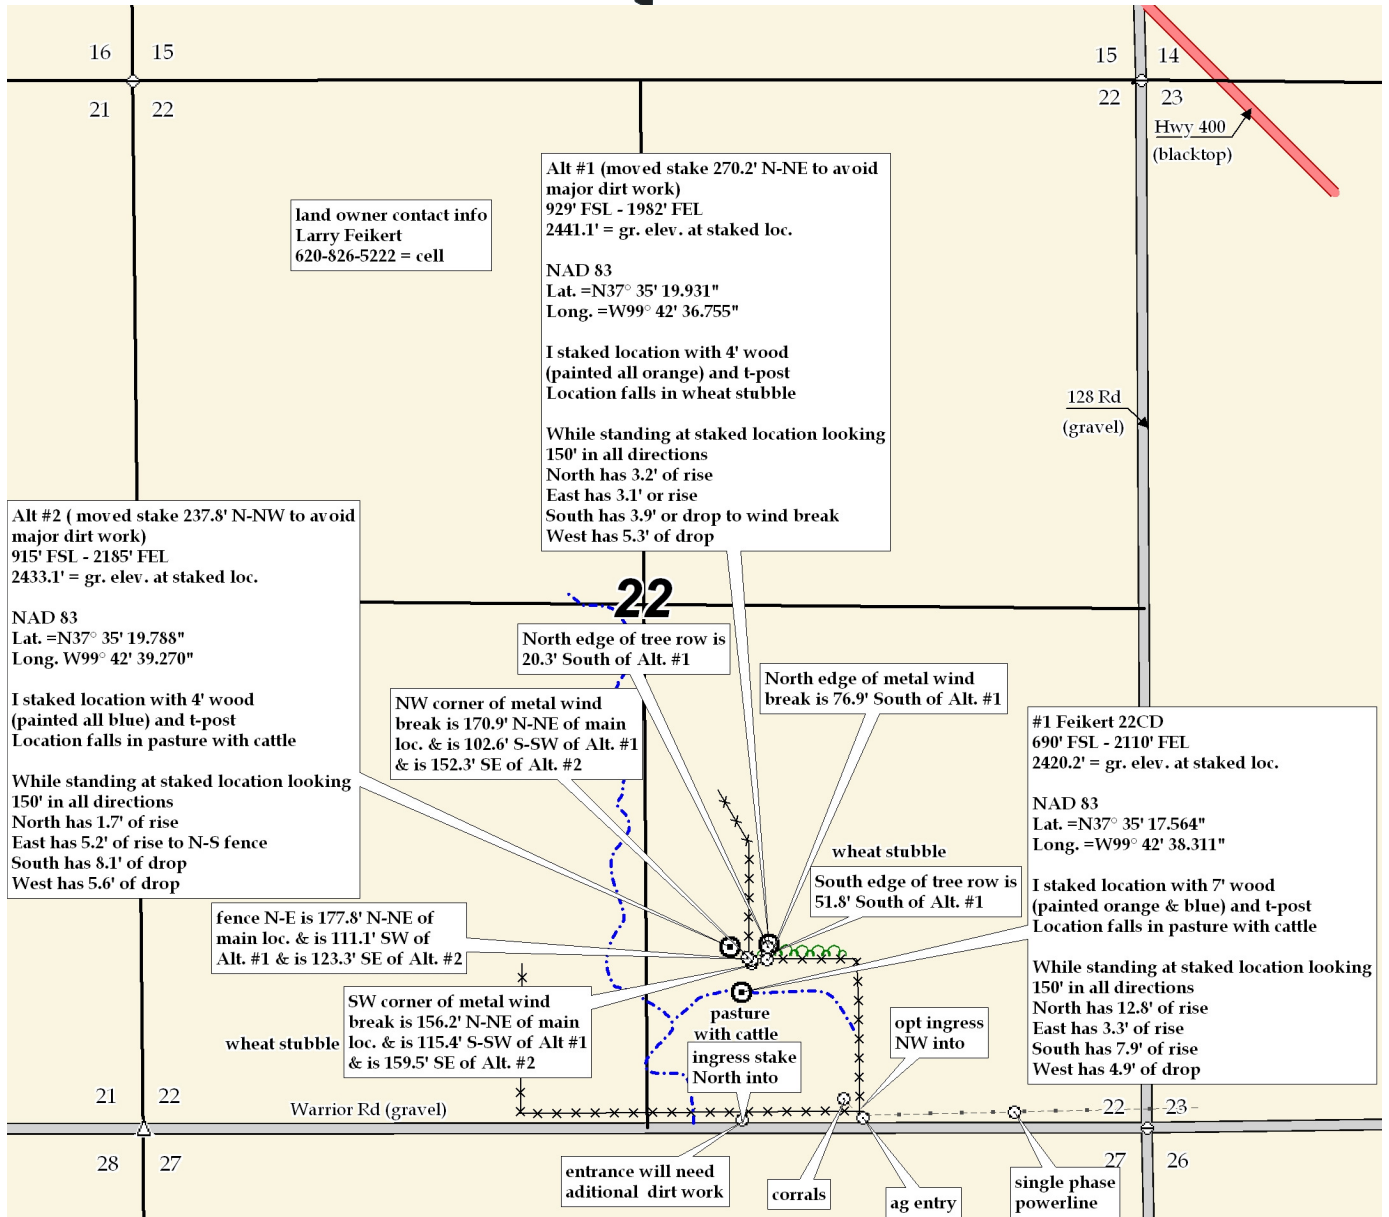 16 15
15 14
21 22
22 23
Hwy 400
(blacktop)
Alt #1 (moved stake 270.2' N-NE to avoid
major dirt work)
929' FSL - 1982' FEL
2441.1' = gr. elev. at staked loc.
NAD 83
Lat. =N37° 35' 19.931"
Long. =W99° 42' 36.755"
I staked location with 4' wood
(painted all orange) and t-post
Location falls in wheat stubble
While standing at staked location looking
150' in all directions
North has 3.2' of rise
East has 3.1' or rise
South has 3.9' or drop to wind break
West has 5.3' of drop
land owner contact info
Larry Feikert
620-826-5222 = cell
128 Rd
(gravel)
Alt #2 ( moved stake 237.8' N-NW to avoid
major dirt work)
915' FSL - 2185' FEL
2433.1' = gr. elev. at staked loc.
NAD 83
Lat. =N37° 35' 19.788"
Long. W99° 42' 39.270"
I staked location with 4' wood
(painted all blue) and t-post
Location falls in pasture with cattle
While standing at staked location looking
150' in all directions
North has 1.7' of rise
East has 5.2' of rise to N-S fence
South has 8.1' of drop
West has 5.6' of drop
22
North edge of tree row is
20.3' South of Alt. #1
North edge of metal wind
break is 76.9' South of Alt. #1
NW corner of metal wind
break is 170.9' N-NE of main
loc. & is 102.6' S-SW of Alt. #1
& is 152.3' SE of Alt. #2
#1 Feikert 22CD
690' FSL - 2110' FEL
2420.2' = gr. elev. at staked loc.
NAD 83
Lat. =N37° 35' 17.564"
Long. =W99° 42' 38.311"
I staked location with 7' wood
(painted orange & blue) and t-post
Location falls in pasture with cattle
While standing at staked location looking
150' in all directions
North has 12.8' of rise
East has 3.3' of rise
South has 7.9' of rise
West has 4.9' of drop
wheat stubble
South edge of tree row is
51.8' South of Alt. #1
fence N-E is 177.8' N-NE of
main loc. & is 111.1' SW of
Alt. #1 & is 123.3' SE of Alt. #2
SW corner of metal wind
break is 156.2' N-NE of main
loc. & is 115.4' S-SW of Alt #1
& is 159.5' SE of Alt. #2
wheat stubble
pasture
with cattle
ingress stake
North into
opt ingress
NW into
21 22
Warrior Rd (gravel)
22 23
28 27
27 26
entrance will need
aditional dirt work
corrals
ag entry
single phase
powerline